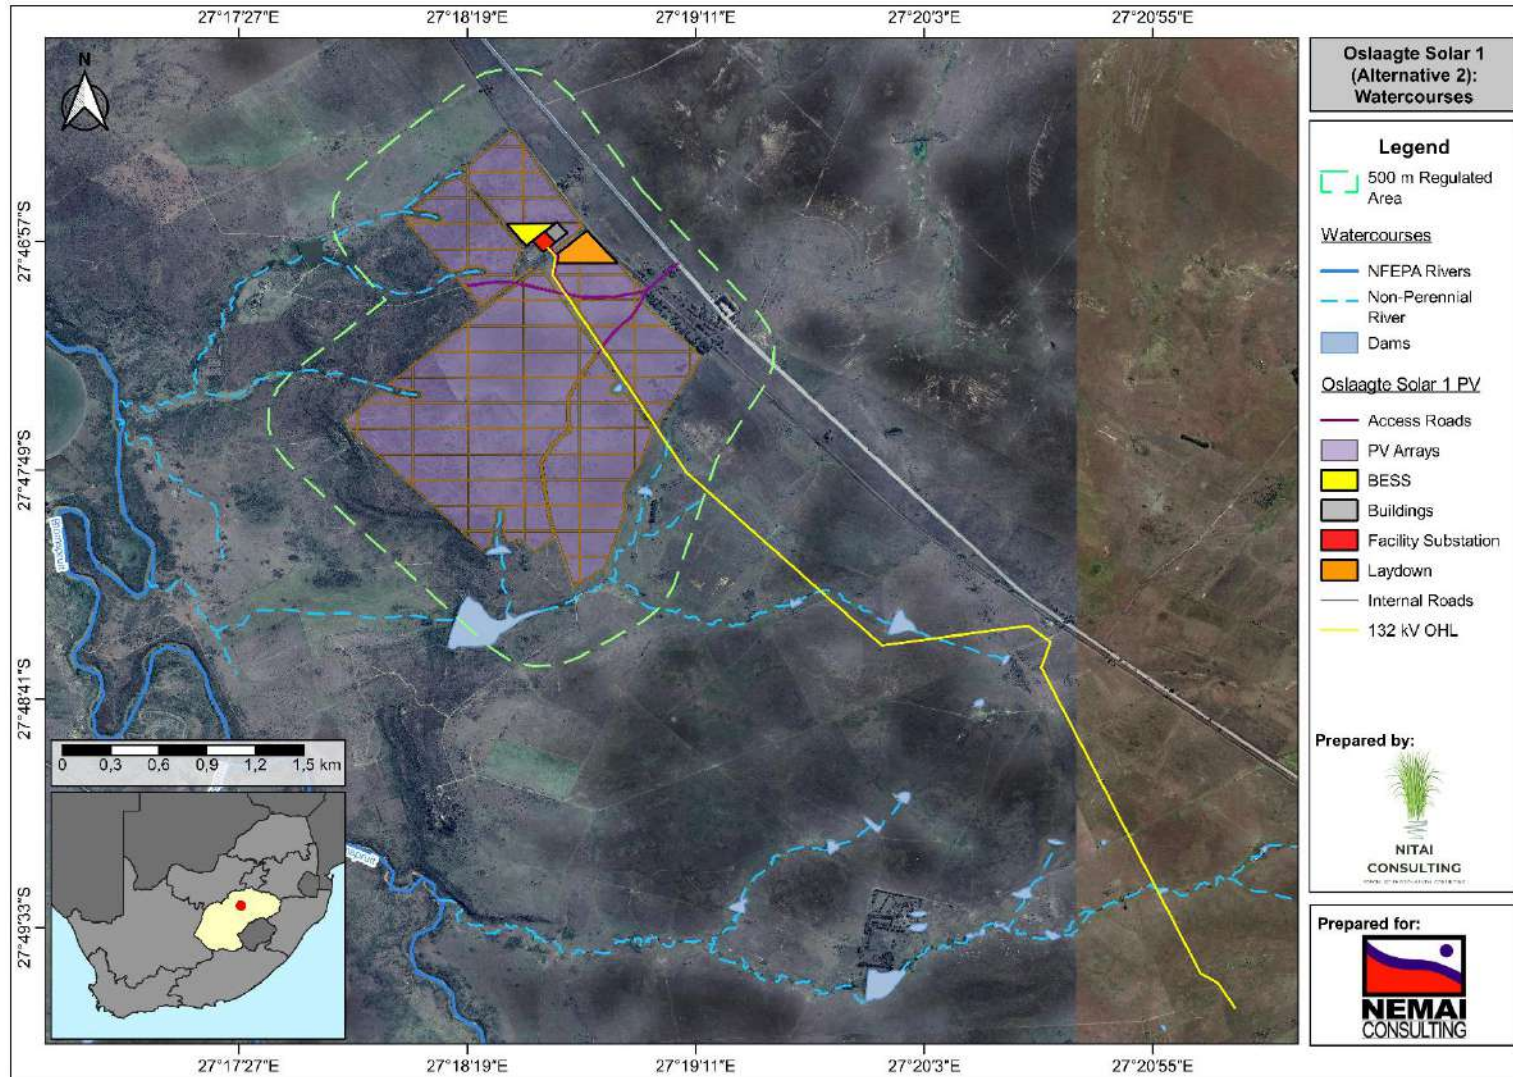 27°17'27"E
27°18'19"E
27°19'11"E
27°20'3"E
27°20'55"E
Oslaagte Solar 1
(Alternative 2):
Watercourses
N
27°46'57"S
27°47'49"S
27°48'41"S
27°49'33"S
Legend
500 m Regulated
Area
Watercourses
NFEPA Rivers
Non-Perennial
River
Dams
Oslaagte Solar 1 PV
Access Roads
PV Arrays
BESS
Buildings
Facility Substation
Laydown
Internal Roads
132 kV OHL
0 0,3 0,6 0,9 1,2 1,5 km
Prepared by:
NITAI
CONSULTING
Prepared for:
NEMAI
CONSULTING
27°17'27"E
27°18'19"E
27°19'11"E
27°20'3"E
27°20'55"E